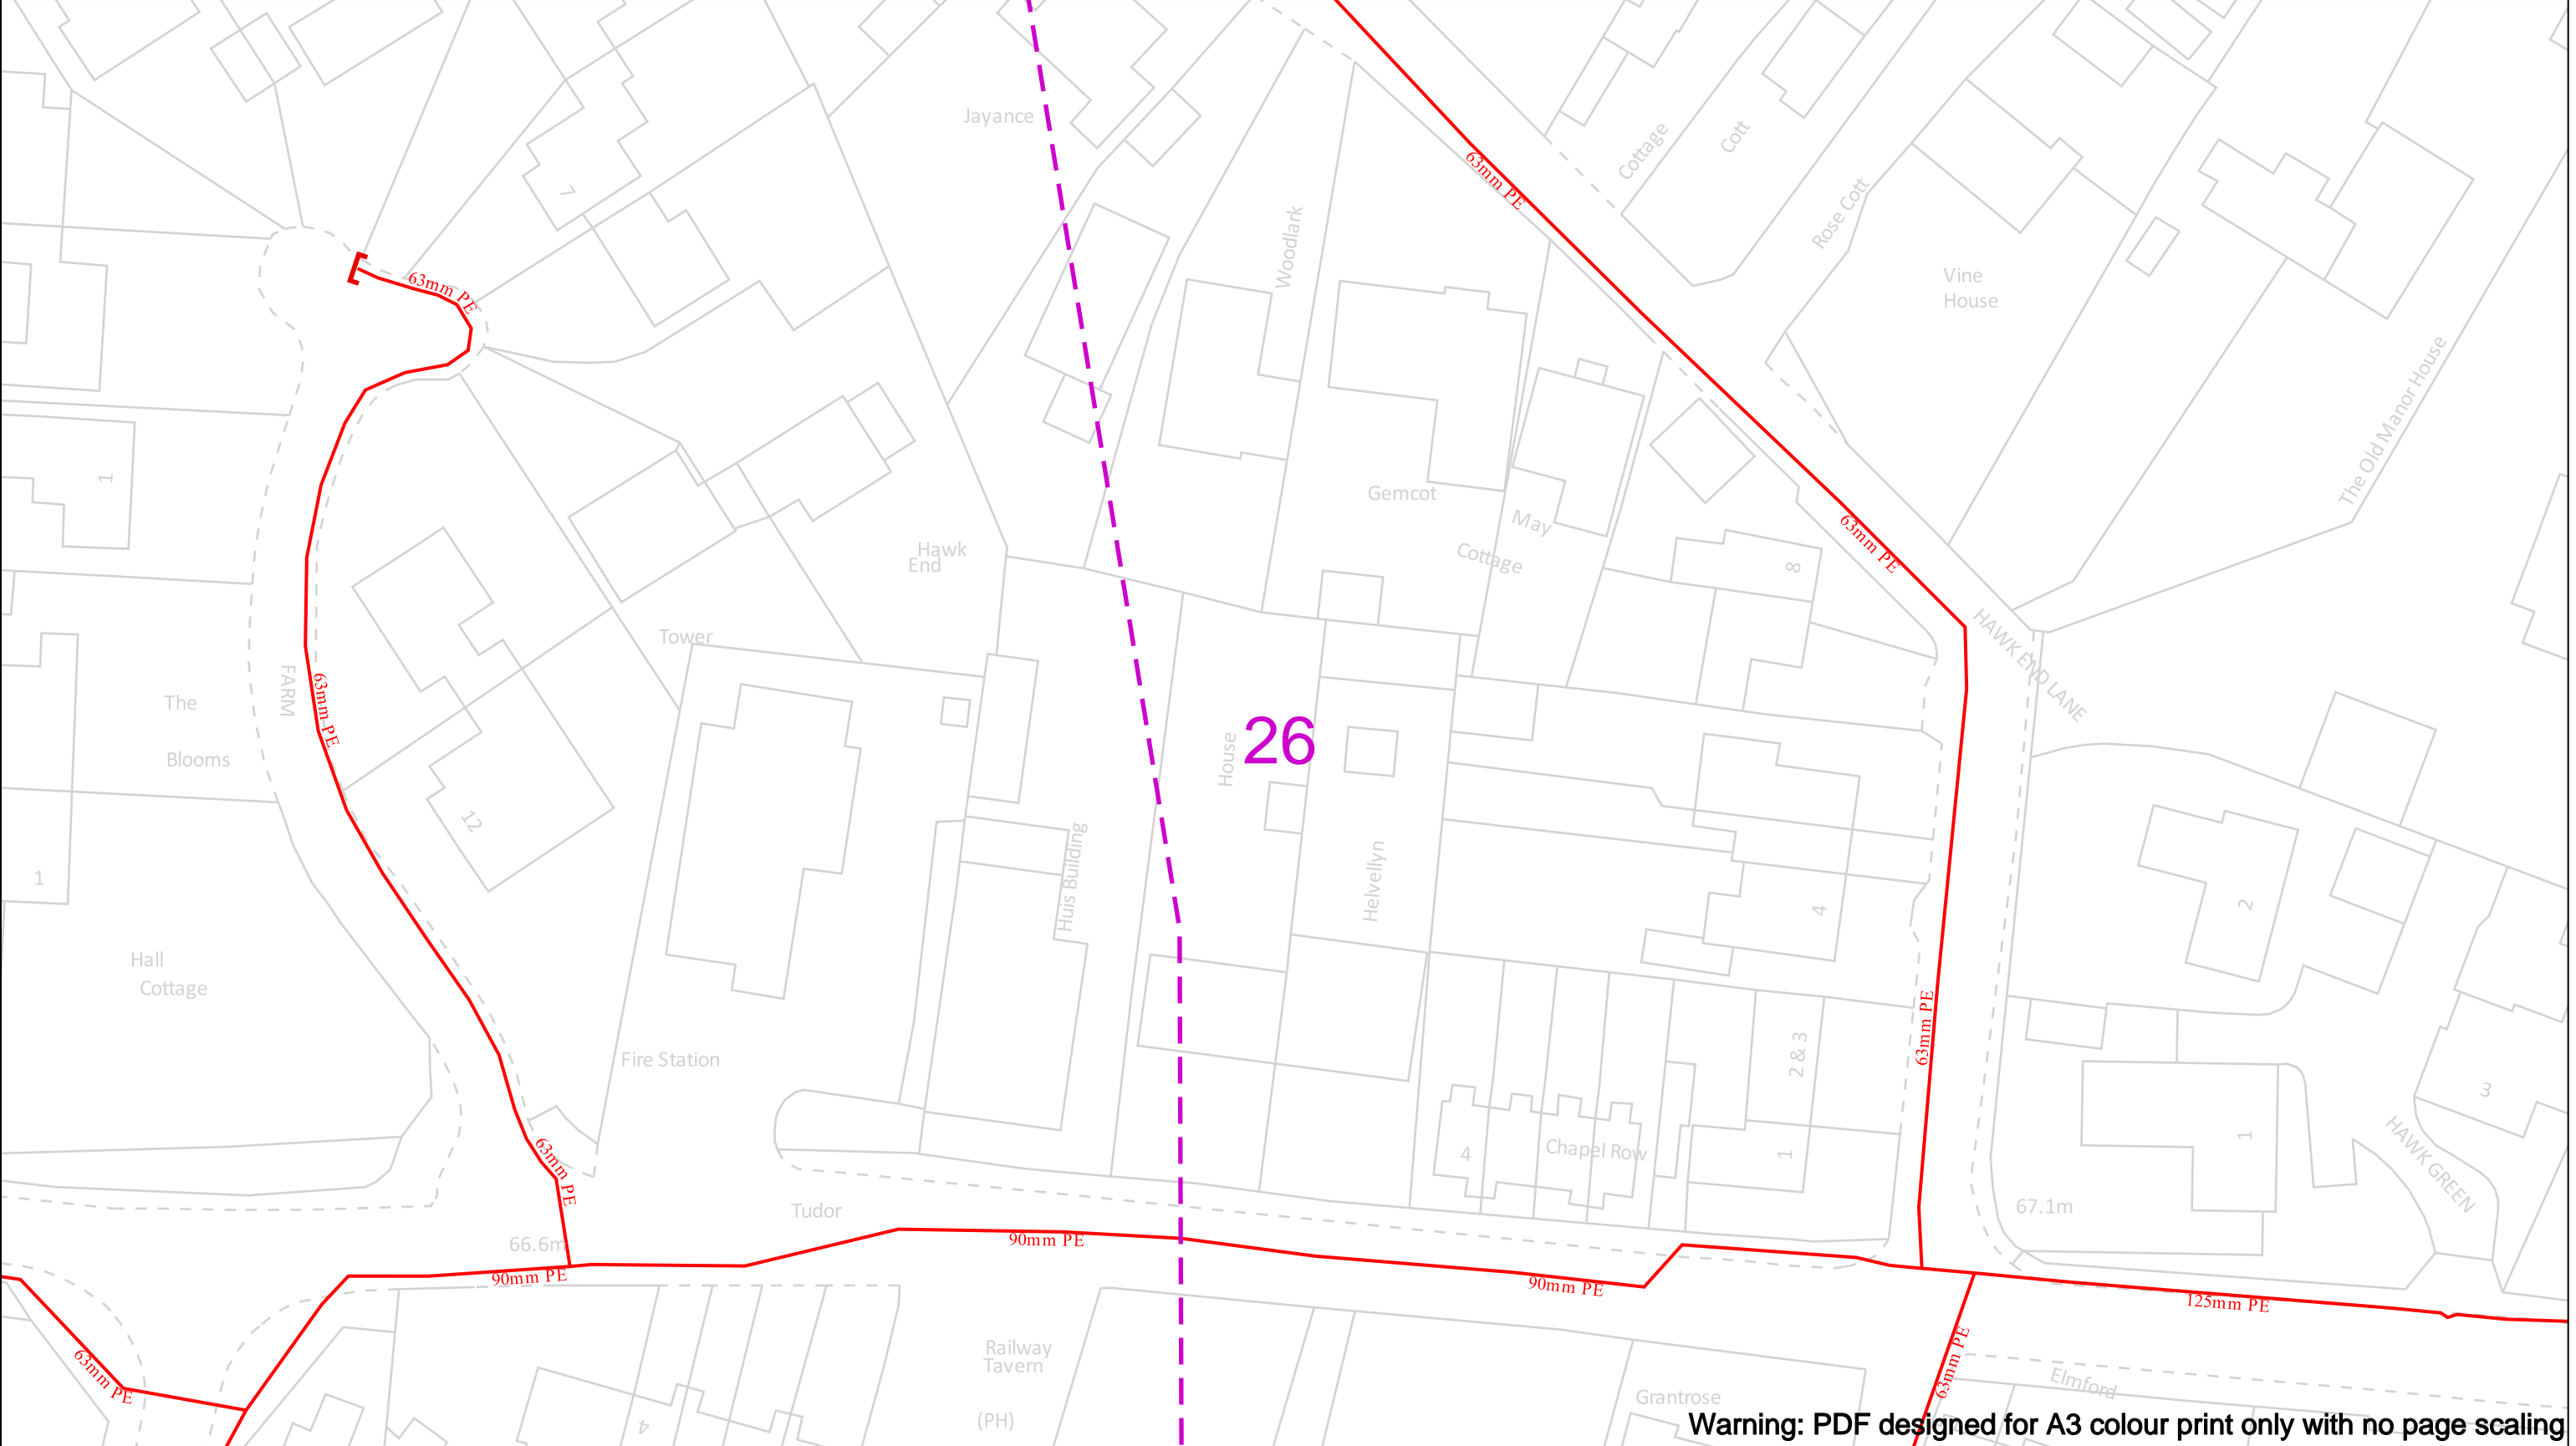 Jayance
Cottage
Cott
63mm PE
7
Rose Cott
Woodlark
63mm PE
Vine
House
The Old Manor House
1
Gemcot
May
Cottage
Hawk
End
63mm PE
8
Tower
HAWK END LANE
FARM
63mm PE
The
Blooms
26
House
12
Huis Building
Helvellyn
1
4
2
Hall
Cottage
63mm PE
Fire Station
2 & 3
3
63mm PE
4
Chapel Row
1
1
HAWK GREEN
Tudor
67.1m
66.6m
90mm PE
90mm PE
90mm PE
125mm PE
63mm PE
Railway
Tavern
(PH)
63mm PE
Elmford
Grantrose
4
Warning: PDF designed for A3 colour print only with no page scaling